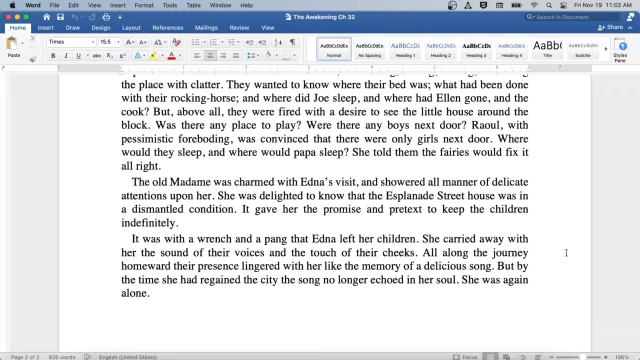 Word File Edit View Insert Format Tools Table Window Help Fri Nov 19 11:02 AM
The Awakening Ch 32
Search in Document
Home Insert Draw Design Layout References Mailings Review View
Share
Times 15.5
Paste
AaBbCcDdEe AaBbCcDdEe AaBbCcDc AaBbCcDdEe AaBbCcDc AaBbCcDdEe AaBb( AaBbCcDdEe
Normal No Spacing Heading 1 Heading 2 Heading 3 Heading 4 Title Subtitle
Styles Pane
the place with clatter. They wanted to know where their bed was; what had been done
with their rocking-horse; and where did Joe sleep, and where had Ellen gone, and the
cook? But, above all, they were fired with a desire to see the little house around the
block. Was there any place to play? Were there any boys next door? Raoul, with
pessimistic foreboding, was convinced that there were only girls next door. Where
would they sleep, and where would papa sleep? She told them the fairies would fix it
all right.
The old Madame was charmed with Edna's visit, and showered all manner of delicate
attentions upon her. She was delighted to know that the Esplanade Street house was in
a dismantled condition. It gave her the promise and pretext to keep the children
indefinitely.
It was with a wrench and a pang that Edna left her children. She carried away with
her the sound of their voices and the touch of their cheeks. All along the journey
homeward their presence lingered with her like the memory of a delicious song. But by
the time she had regained the city the song no longer echoed in her soul. She was again
alone.
Page 2 of 2 926 words English (United States) Focus 196%